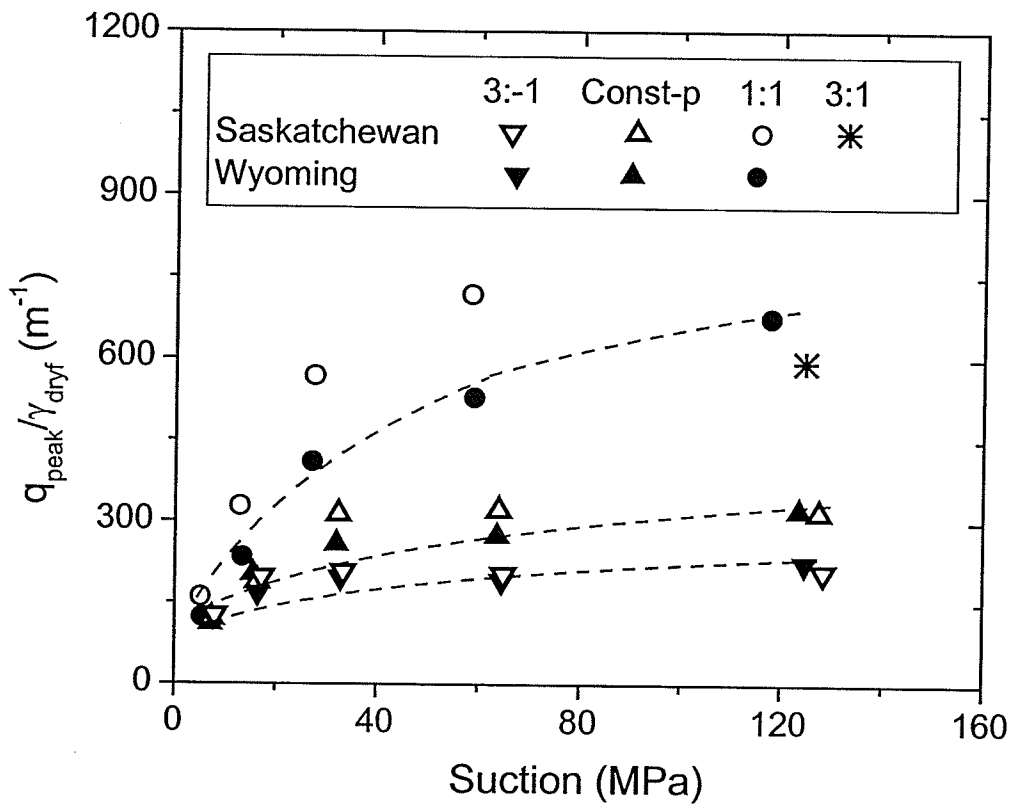 1200
3:-1 Const-p 1:1 3:1
Saskatchewan
Wyoming
900
600
300
150
0
q_peak/γ_dryf (m^-1)
0 40 80 120 160
Suction (MPa)